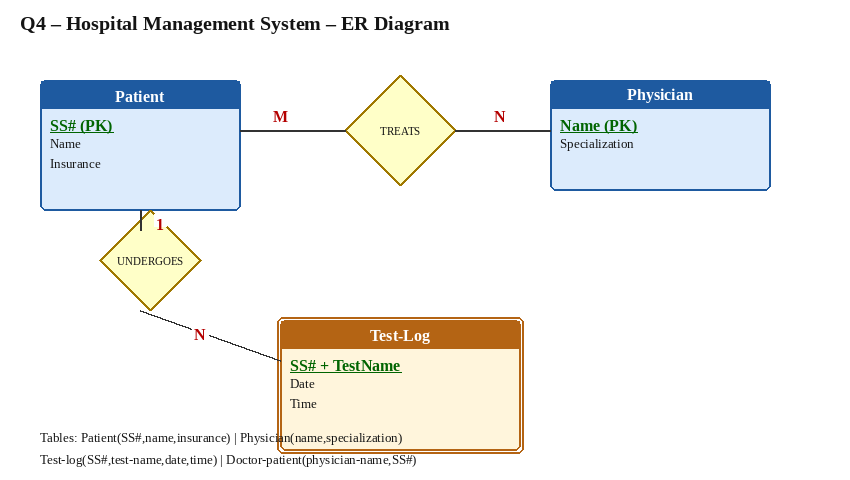 Q4 – Hospital Management System – ER Diagram
Patient
SS# (PK)
Name
Insurance
M
TREATS
N
Physician
Name (PK)
Specialization
1
UNDERGOES
N
Test-Log
SS# + TestName
Date
Time
Tables: Patient(SS#,name,insurance) | Physician(name,specialization)
Test-log(SS#,test-name,date,time) | Doctor-patient(physician-name,SS#)